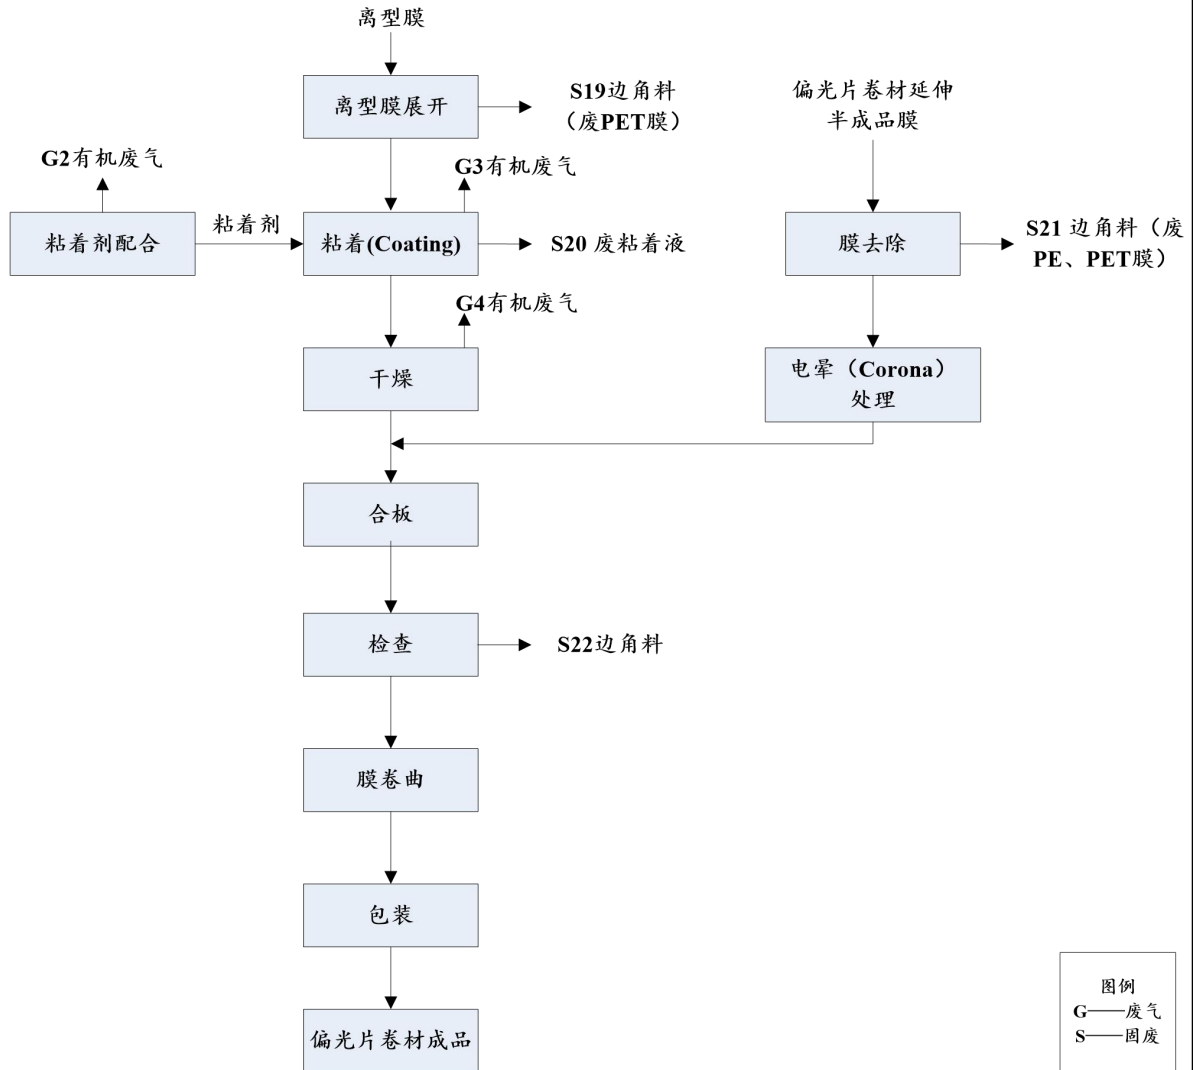 离型膜
离型膜展开
S19边角料
（废PET膜）
偏光片卷材延伸
半成品膜
G2有机废气
G3有机废气
粘着剂配合
粘着剂
粘着(Coating)
S20 废粘着液
膜去除
S21 边角料（废
PE、PET膜）
G4有机废气
干燥
电晕（Corona）
处理
合板
检查
S22边角料
膜卷曲
包装
偏光片卷材成品
图例
G——废气
S——固废